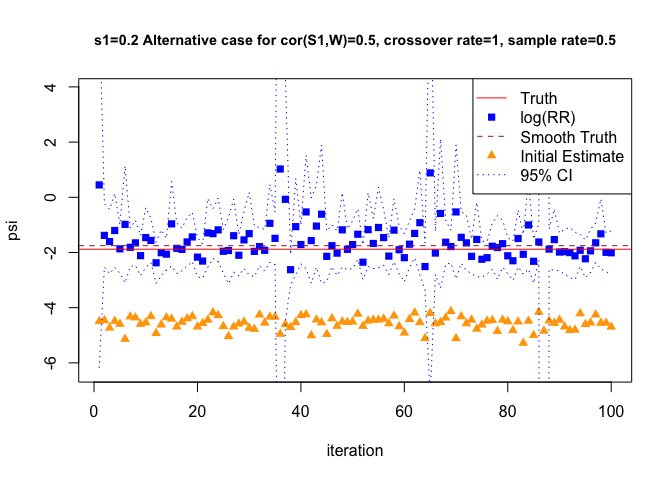 s1=0.2 Alternative case for cor(S1,W)=0.5, crossover rate=1, sample rate=0.5
Truth
log(RR)
Smooth Truth
Initial Estimate
95% CI
psi
4
2
0
-2
-4
-6
0
20
40
60
80
100
iteration